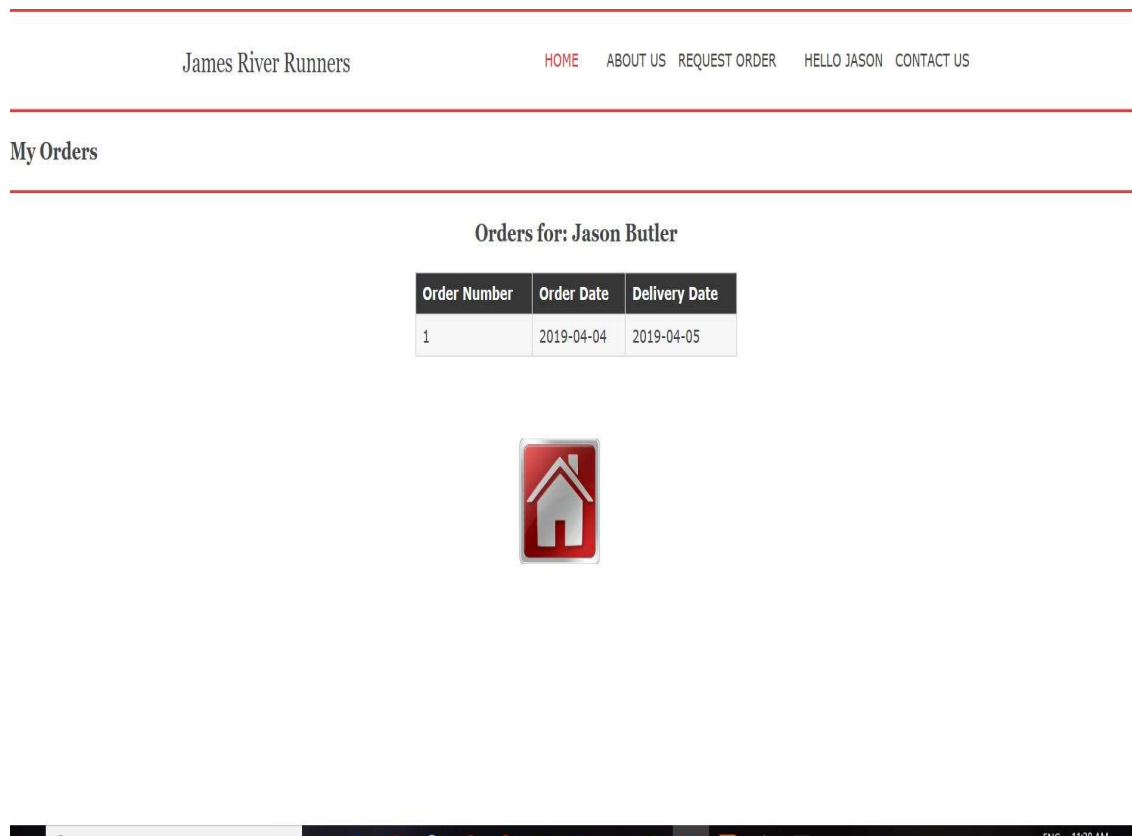 James River Runners HOME ABOUT US REQUEST ORDER HELLO JASON CONTACT US
My Orders
Orders for: Jason Butler
Order Number Order Date Delivery Date
1 2019-04-04 2019-04-05